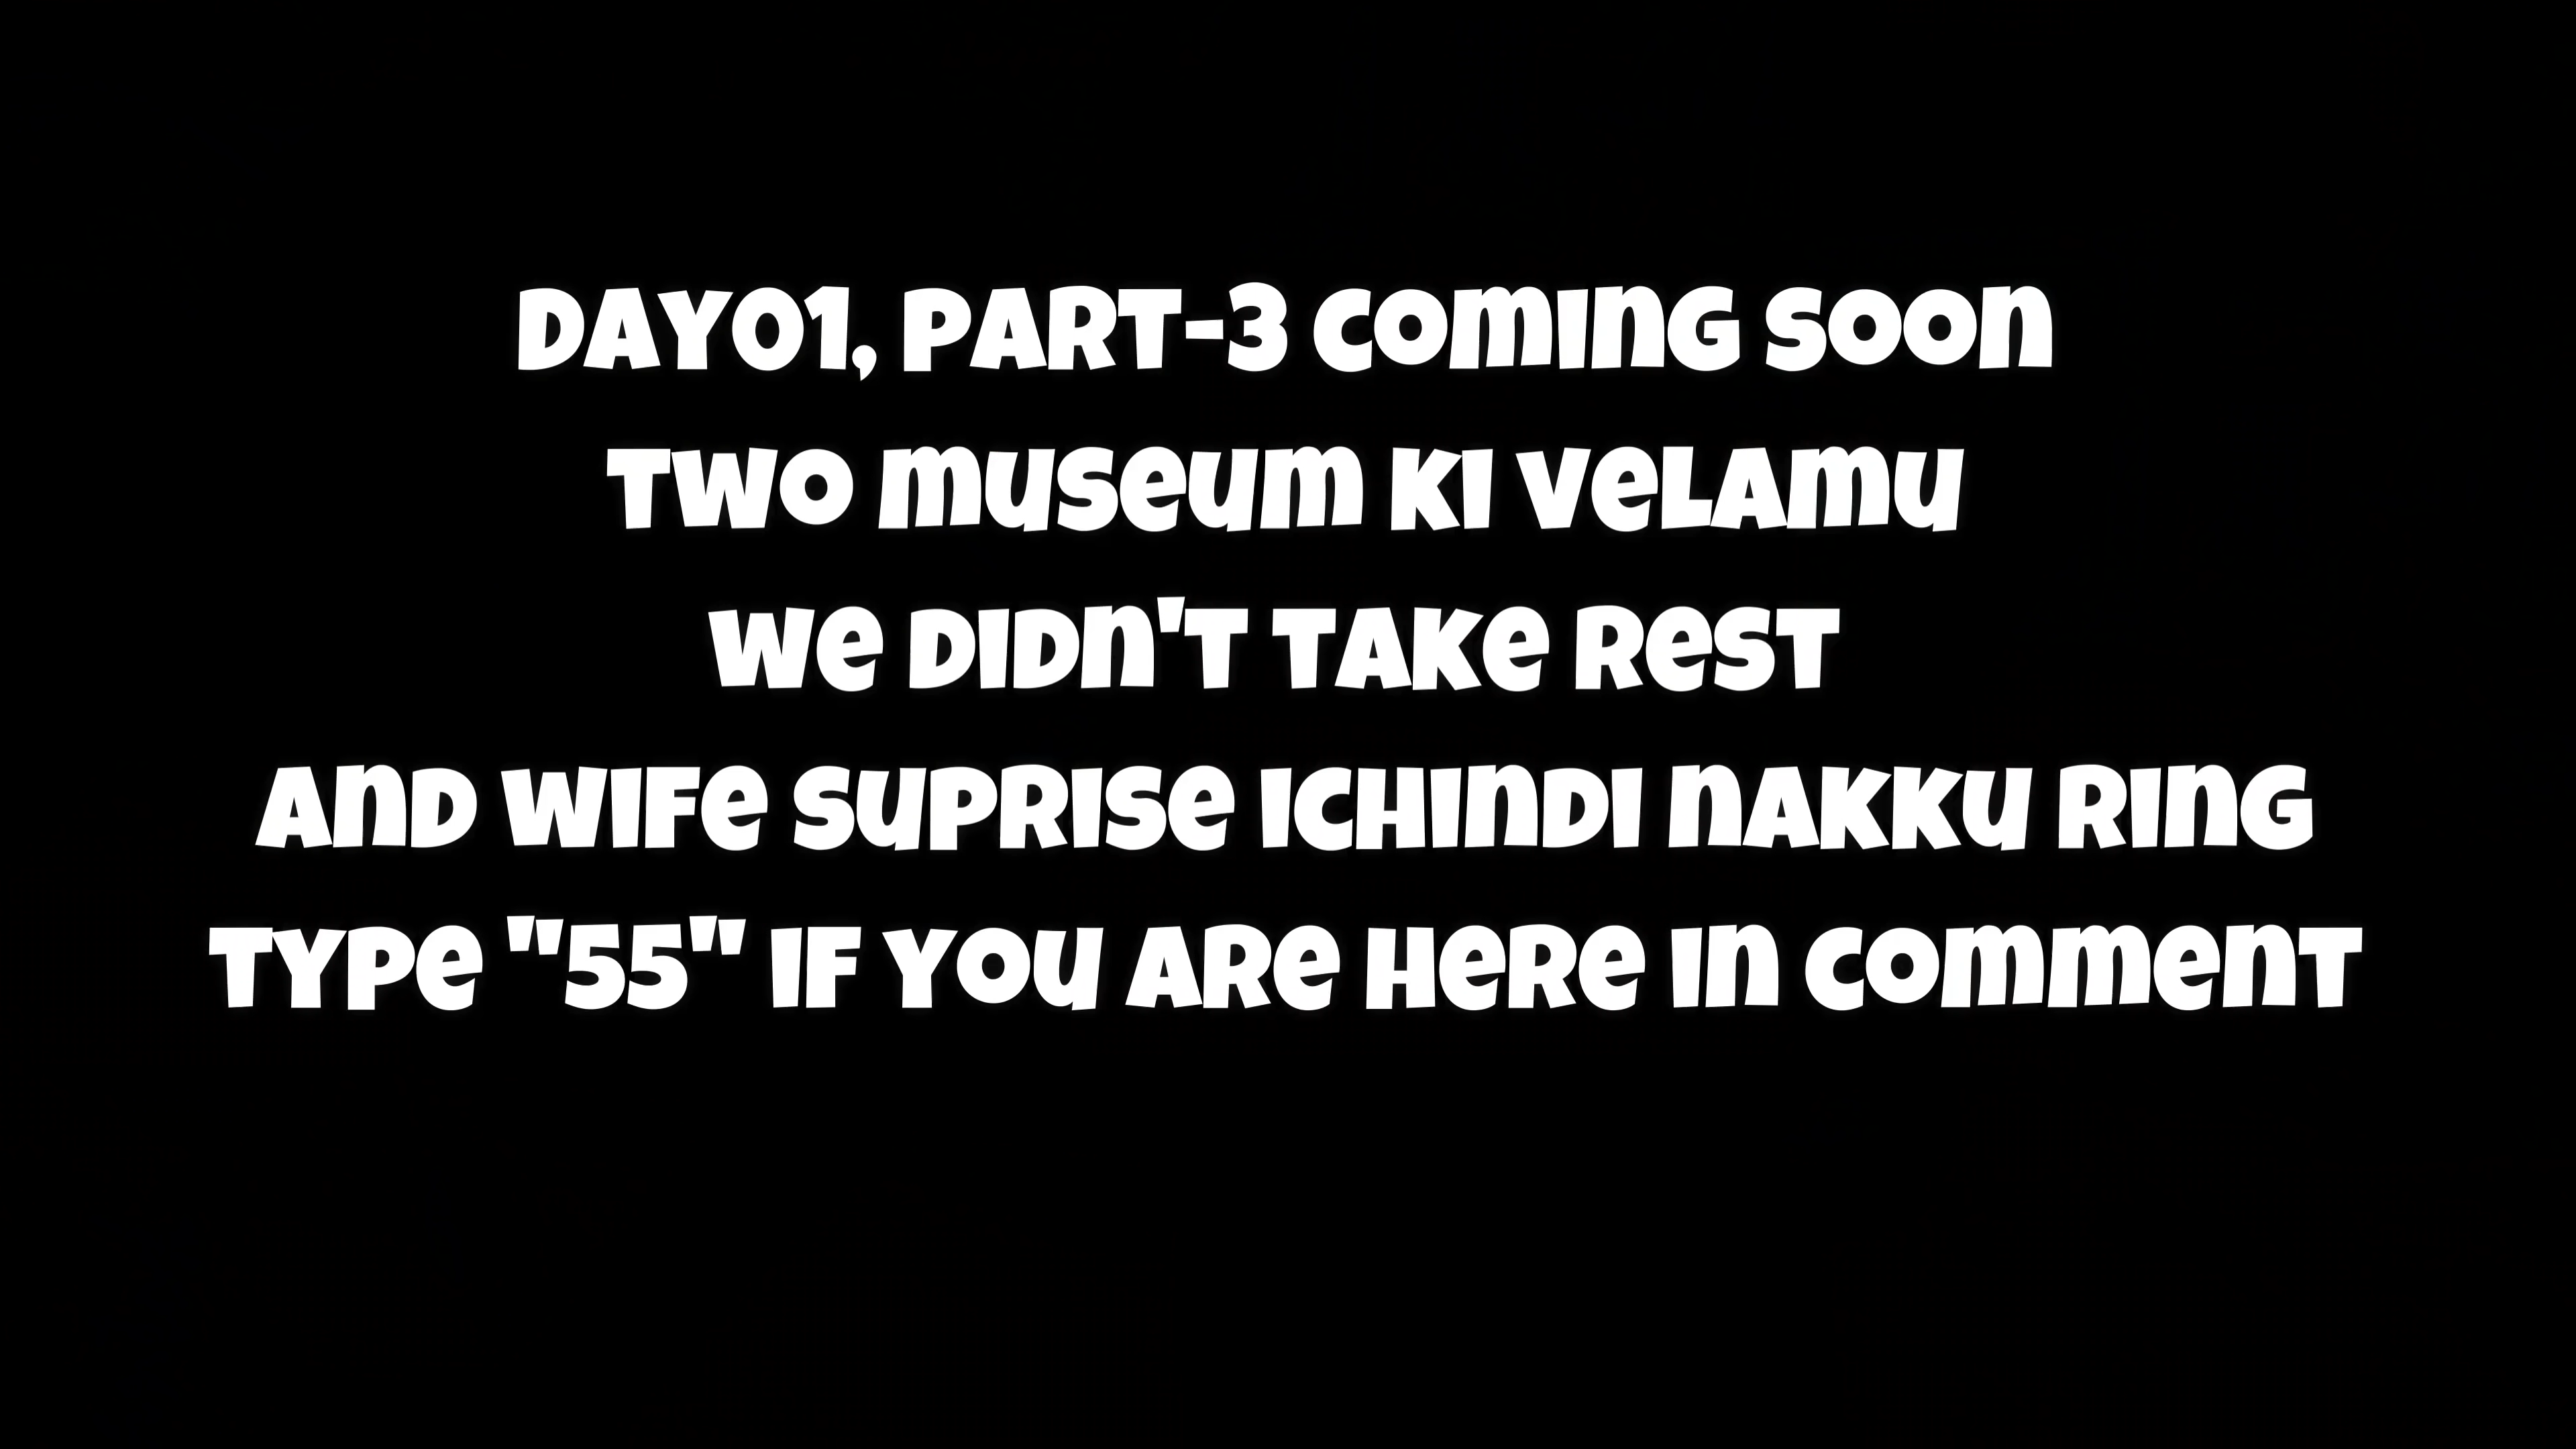 DAY01, PART-3 COMING SOON
TWO MUSEUM KI VELAMU
WE DIDN'T TAKE REST
AND WIFE SUPRISE ICHINDI NAKKU RING
TYPE "55" IF YOU ARE HERE IN COMMENT